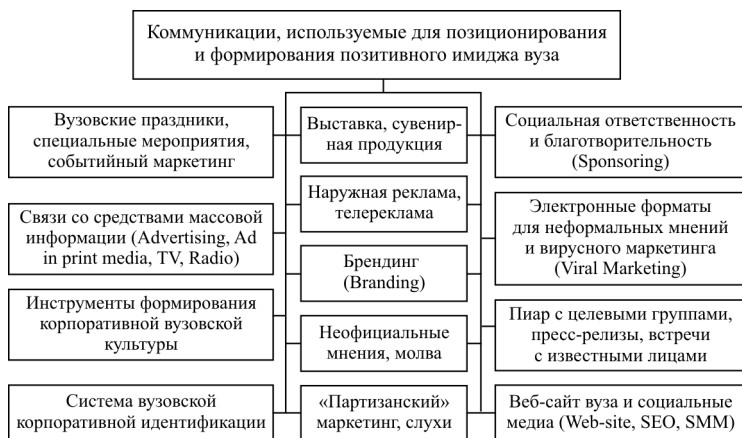 Коммуникации, используемые для позиционирования
и формирования позитивного имиджа вуза
Вузовские праздники,
специальные мероприятия,
событийный маркетинг
Связи со средствами массовой
информации (Advertising, Ad
in print media, TV, Radio)
Инструменты формирования
корпоративной вузовской
культуры
Система вузовской
корпоративной идентификации
Выставка, сувенир-
ная продукция
Наружная реклама,
телереклама
Брендинг
(Branding)
Неофициальные
мнения, молва
«Партизанский»
маркетинг, слухи
Социальная ответственность
и благотворительность
(Sponsoring)
Электронные форматы
для неформальных мнений
и вирусного маркетинга
(Viral Marketing)
Пиар с целевыми группами,
пресс-релизы, встречи
с известными лицами
Веб-сайт вуза и социальные
медиа (Web-site, SEO, SMM)